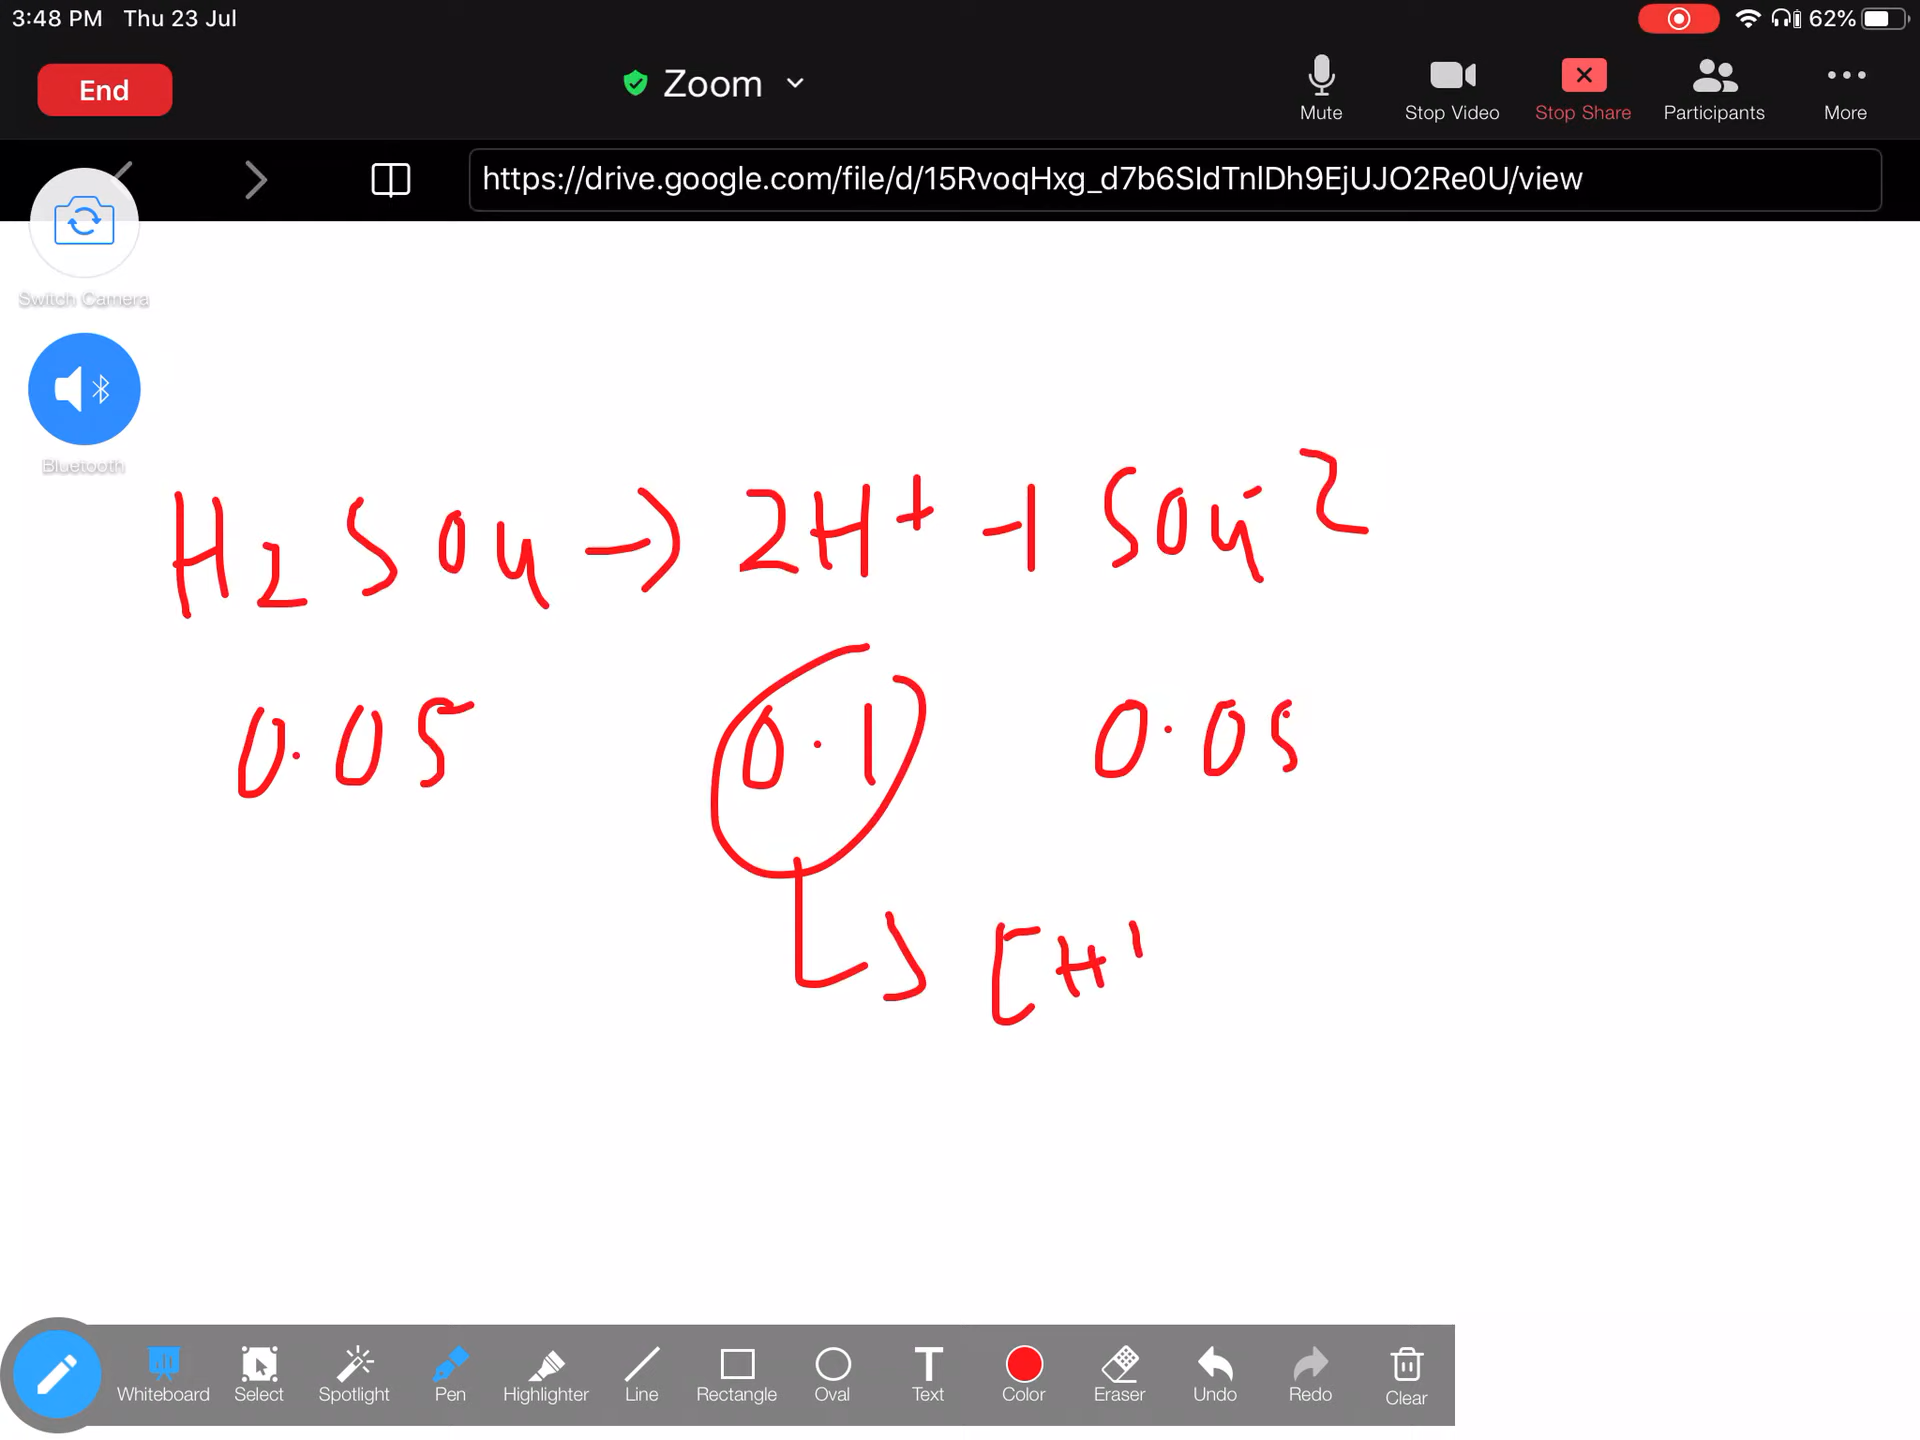 3:48 PM Thu 23 Jul 62%
End
Zoom
Mute
Stop Video
Stop Share
Participants
More
https://drive.google.com/file/d/15RvoqHxg_d7b6SIdTnlDh9EjUJO2Re0U/view
Switch Camera
Bluetooth
H2SO4 → 2H+ + SO4-2
0.05 0.1 0.05
[H+
Whiteboard
Select
Spotlight
Pen
Highlighter
Line
Rectangle
Oval
Text
Color
Eraser
Undo
Redo
Clear